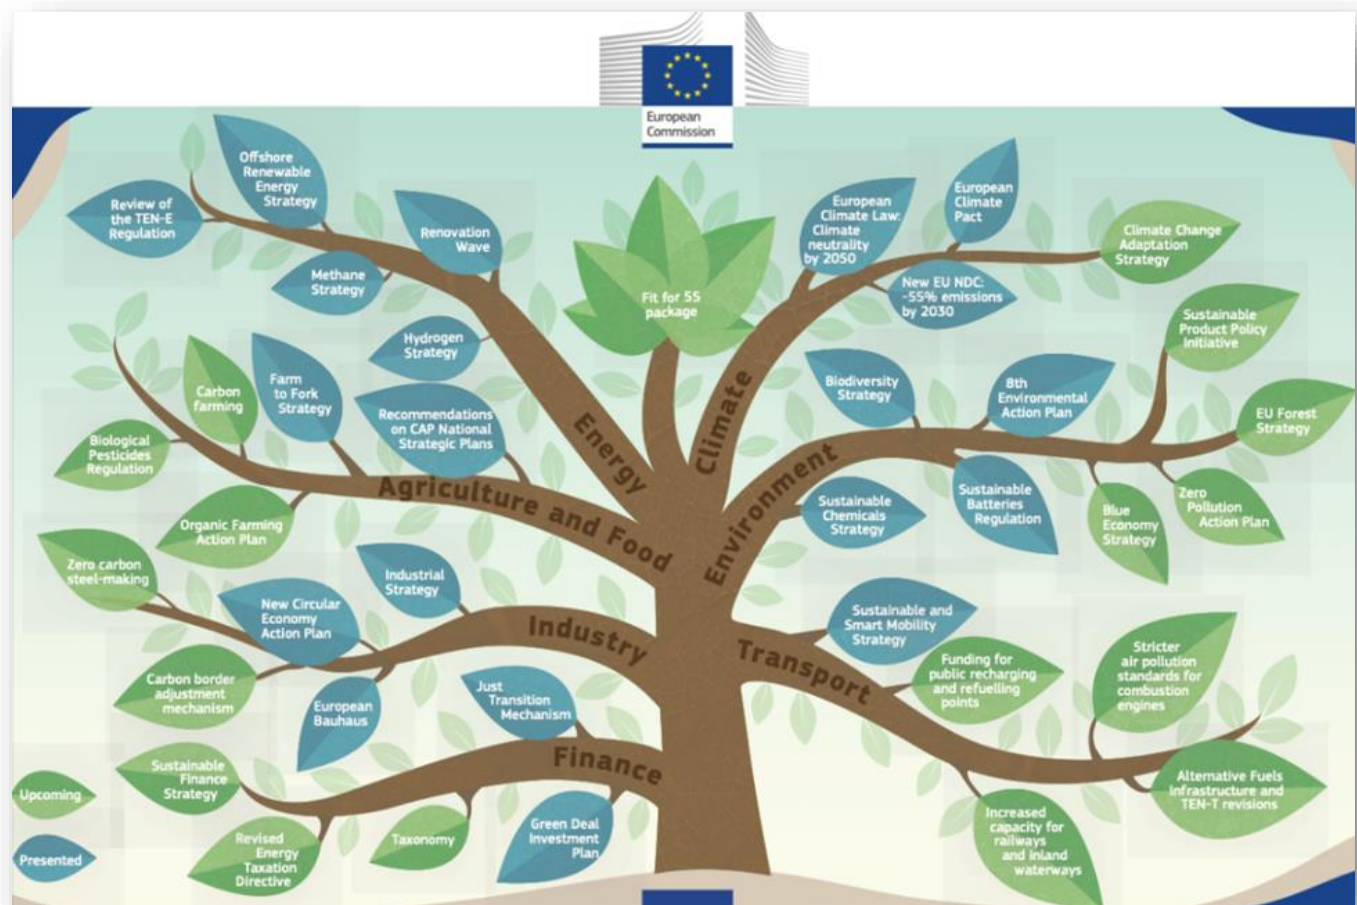 European
Commission
Offshore
Renewable
Energy
Strategy
Review of
the TEN-E
Regulation
Renovation
Wave
Methane
Strategy
Hydrogen
Strategy
Energy
Fit for 55
package
European
Climate Law:
Climate
neutrality
by 2050
European
Climate
Pact
Climate Change
Adaptation
Strategy
New EU NDC:
-55% emissions
by 2030
Climate
Carbon
farming
Farm
to Fork
Strategy
Recommendations
on CAP National
Strategic Plans
Biological
Pesticides
Regulation
Organic Farming
Action Plan
Agriculture and Food
Sustainable
Product Policy
Initiative
Biodiversity
Strategy
8th
Environmental
Action Plan
EU Forest
Strategy
Sustainable
Chemicals
Strategy
Sustainable
Batteries
Regulation
Blue
Economy
Strategy
Zero
Pollution
Action Plan
Environment
Zero carbon
steel-making
New Circular
Economy
Action Plan
Industrial
Strategy
Carbon border
adjustment
mechanism
European
Bauhaus
Industry
Sustainable and
Smart Mobility
Strategy
Funding for
public recharging
and refuelling
points
Stricter
air pollution
standards for
combustion
engines
Alternative Fuels
Infrastructure and
TEN-T revisions
Increased
capacity for
railways
and inland
waterways
Transport
Just
Transition
Mechanism
Sustainable
Finance
Strategy
Revised
Energy
Taxation
Directive
Taxonomy
Green Deal
Investment
Plan
Finance
Upcoming
Presented